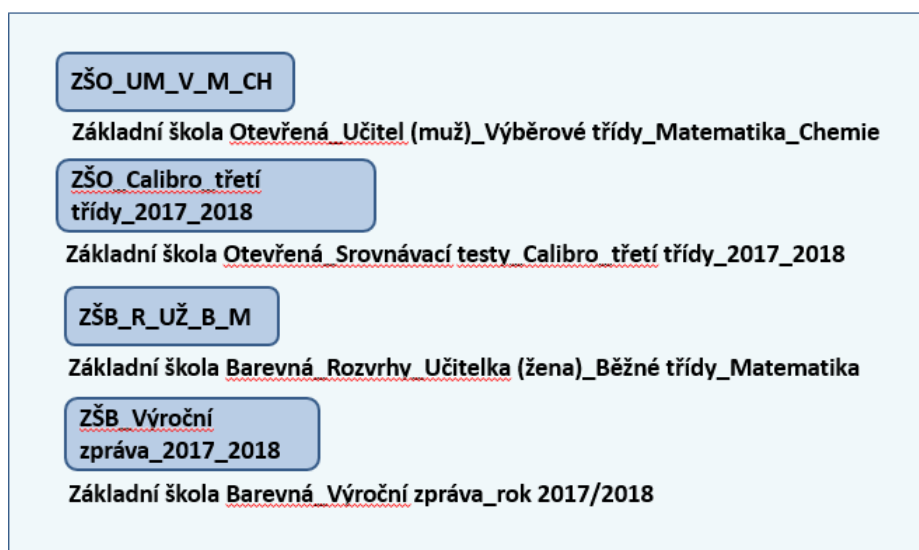 ZŠO_UM_V_M_CH
Základní škola Otevřená_Učitel (muž)_Výběrové třídy_Matematika_Chemie
ZŠO_Calibro_třetí
třídy_2017_2018
Základní škola Otevřená_Srovnávací testy_Calibro_třetí třídy_2017_2018
ZŠB_R_UŽ_B_M
Základní škola Barevná_Rozvrhy_Učitelka (žena)_Běžné třídy_Matematika
ZŠB_Výroční
zpráva_2017_2018
Základní škola Barevná_Výroční zpráva_rok 2017/2018